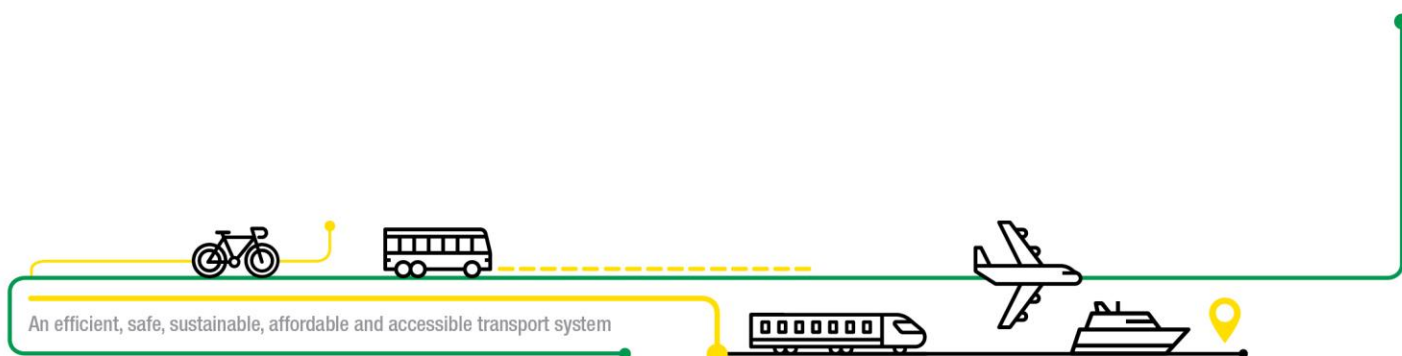 An efficient, safe, sustainable, affordable and accessible transport system